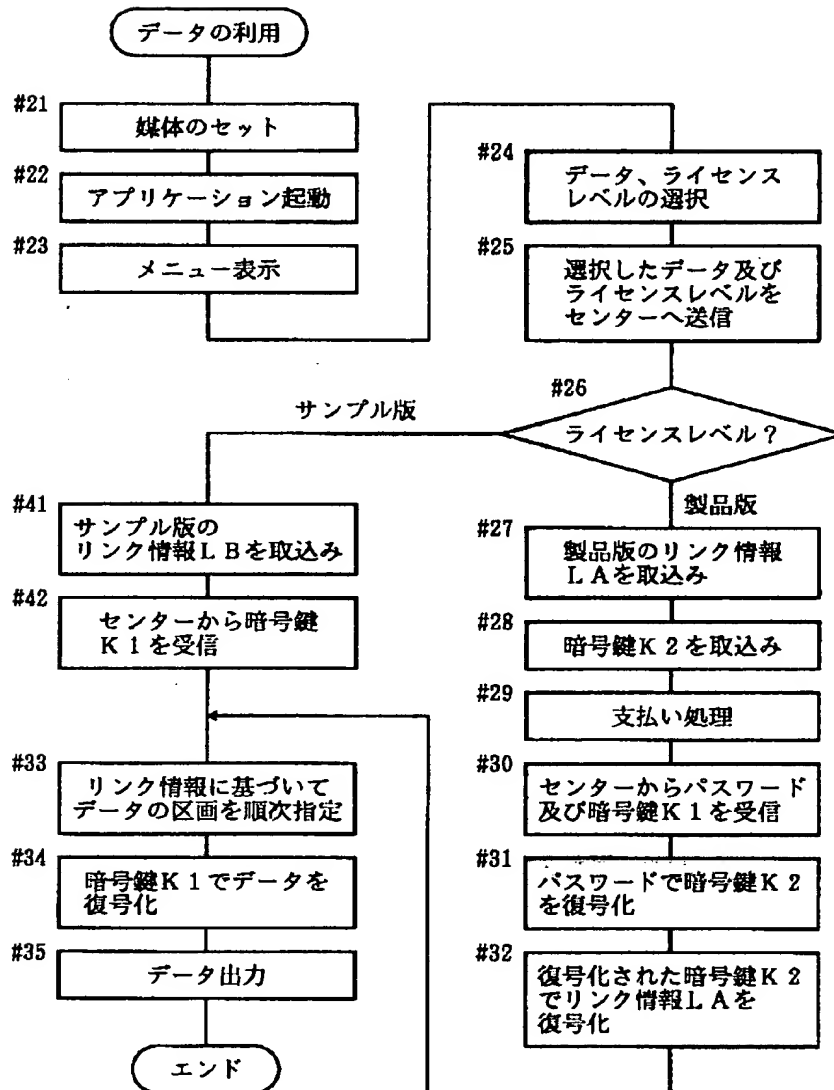 データの利用
#21
媒体のセット
#22
アプリケーション起動
#23
メニュー表示
#24
データ、ライセンス
レベルの選択
#25
選択したデータ及び
ライセンスレベルを
センターへ送信
#26
ライセンスレベル？
サンプル版
製品版
#41
サンプル版の
リンク情報ＬＢを取込み
#42
センターから暗号鍵
Ｋ１を受信
#27
製品版のリンク情報
ＬＡを取込み
#28
暗号鍵Ｋ２を取込み
#29
支払い処理
#30
センターからパスワード
及び暗号鍵Ｋ１を受信
#31
パスワードで暗号鍵Ｋ２
を復号化
#32
復号化された暗号鍵Ｋ２
でリンク情報ＬＡを
復号化
#33
リンク情報に基づいて
データの区画を順次指定
#34
暗号鍵Ｋ１でデータを
復号化
#35
データ出力
エンド